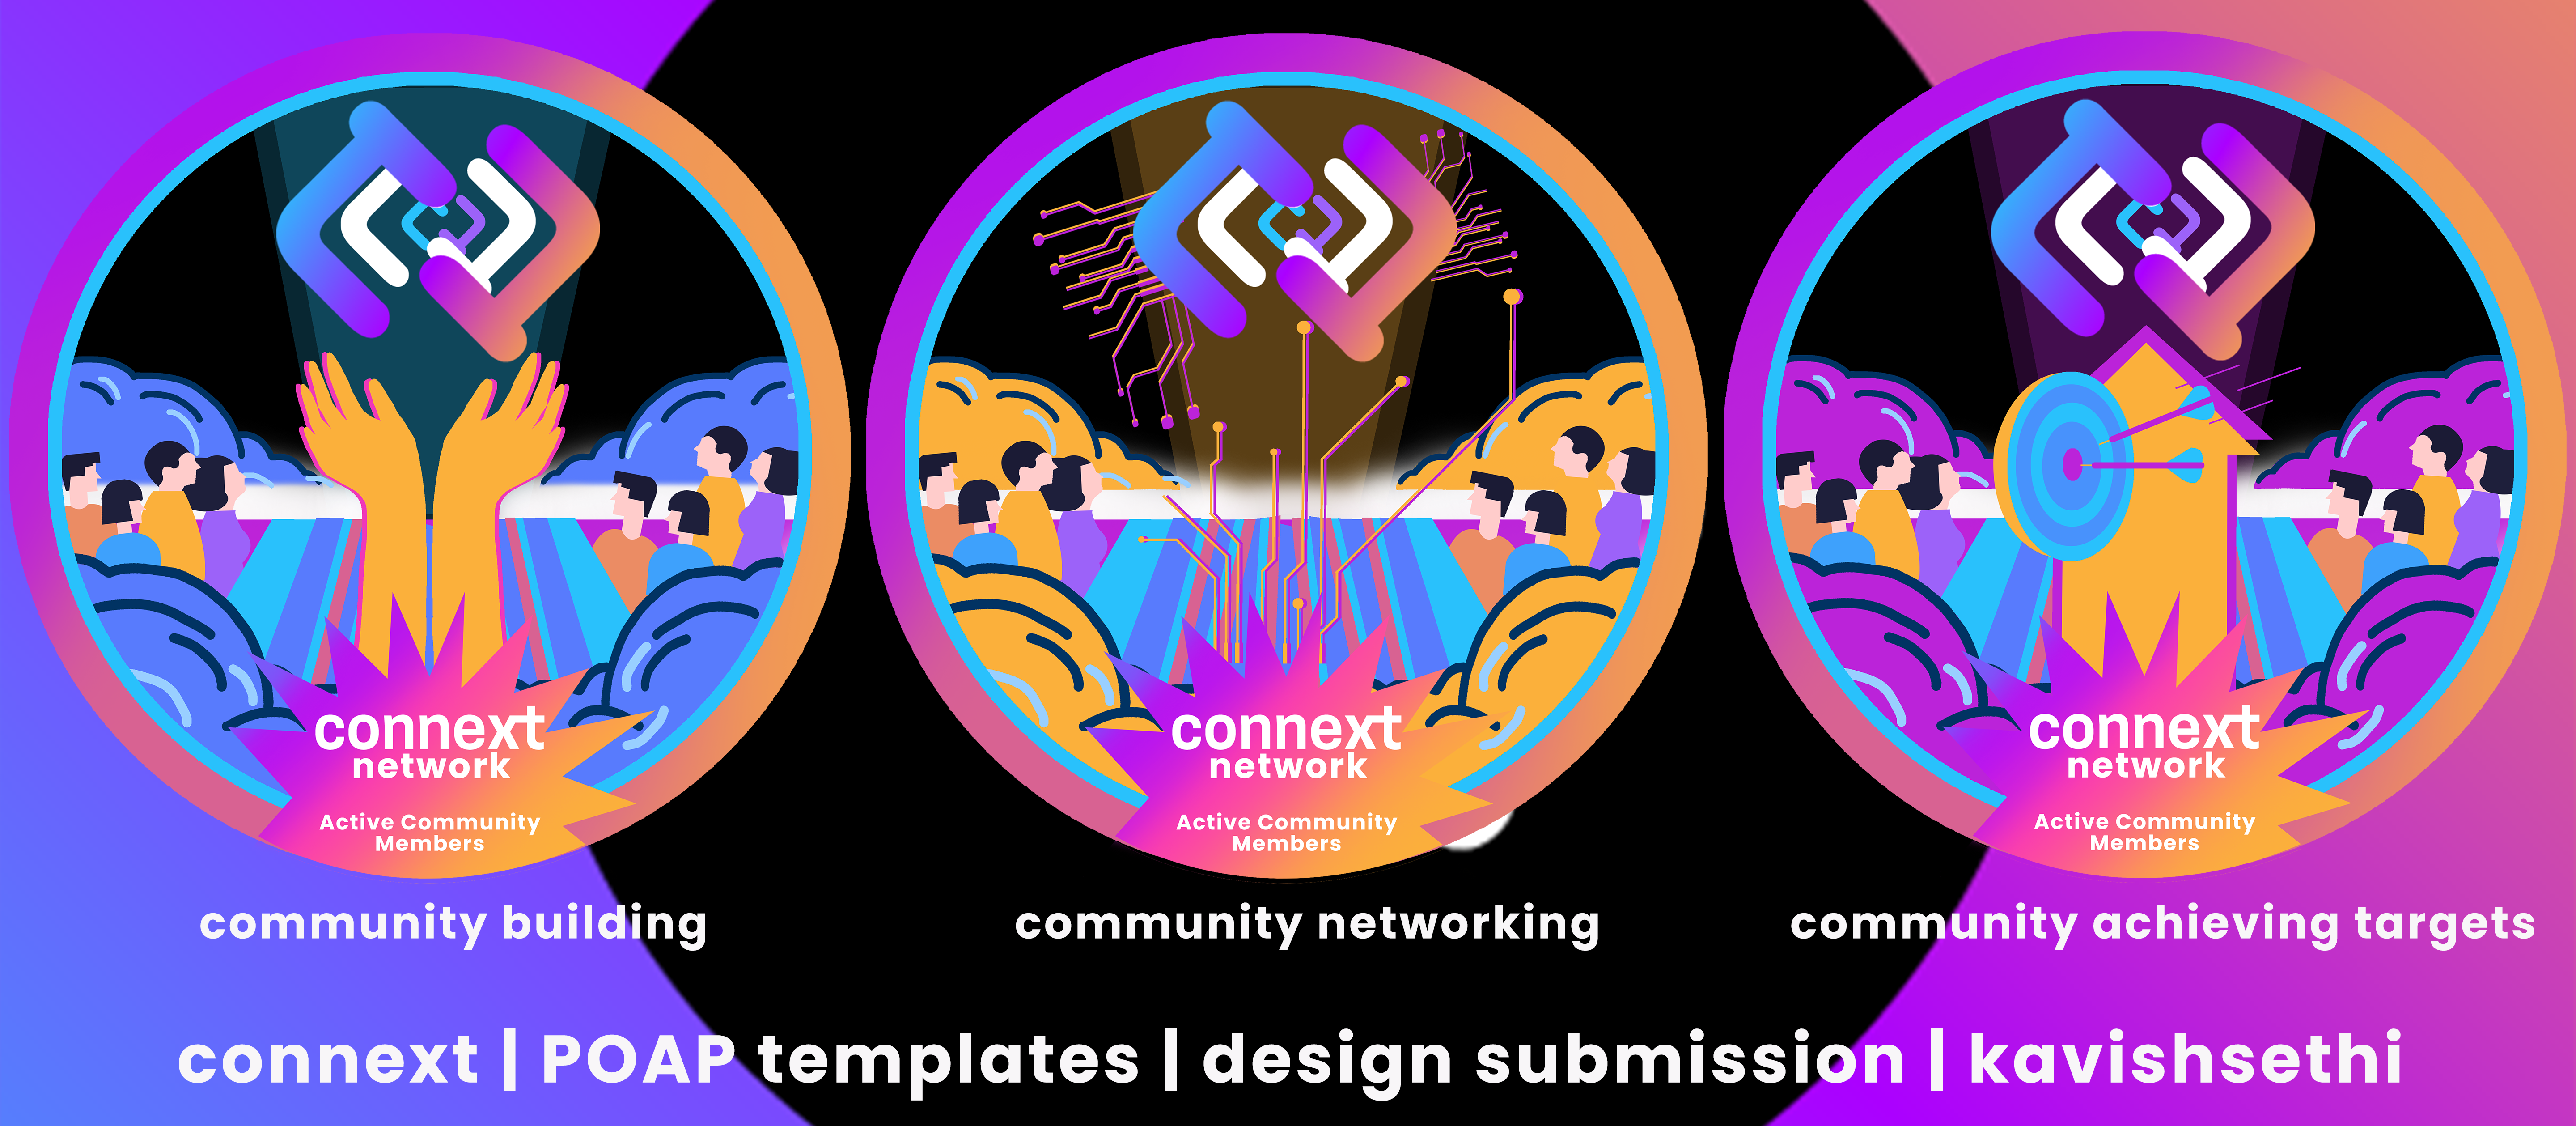 connext
network
Active Community
Members
community building
connext
network
Active Community
Members
community networking
connext
network
Active Community
Members
community achieving targets
connext | POAP templates | design submission | kavishsethi